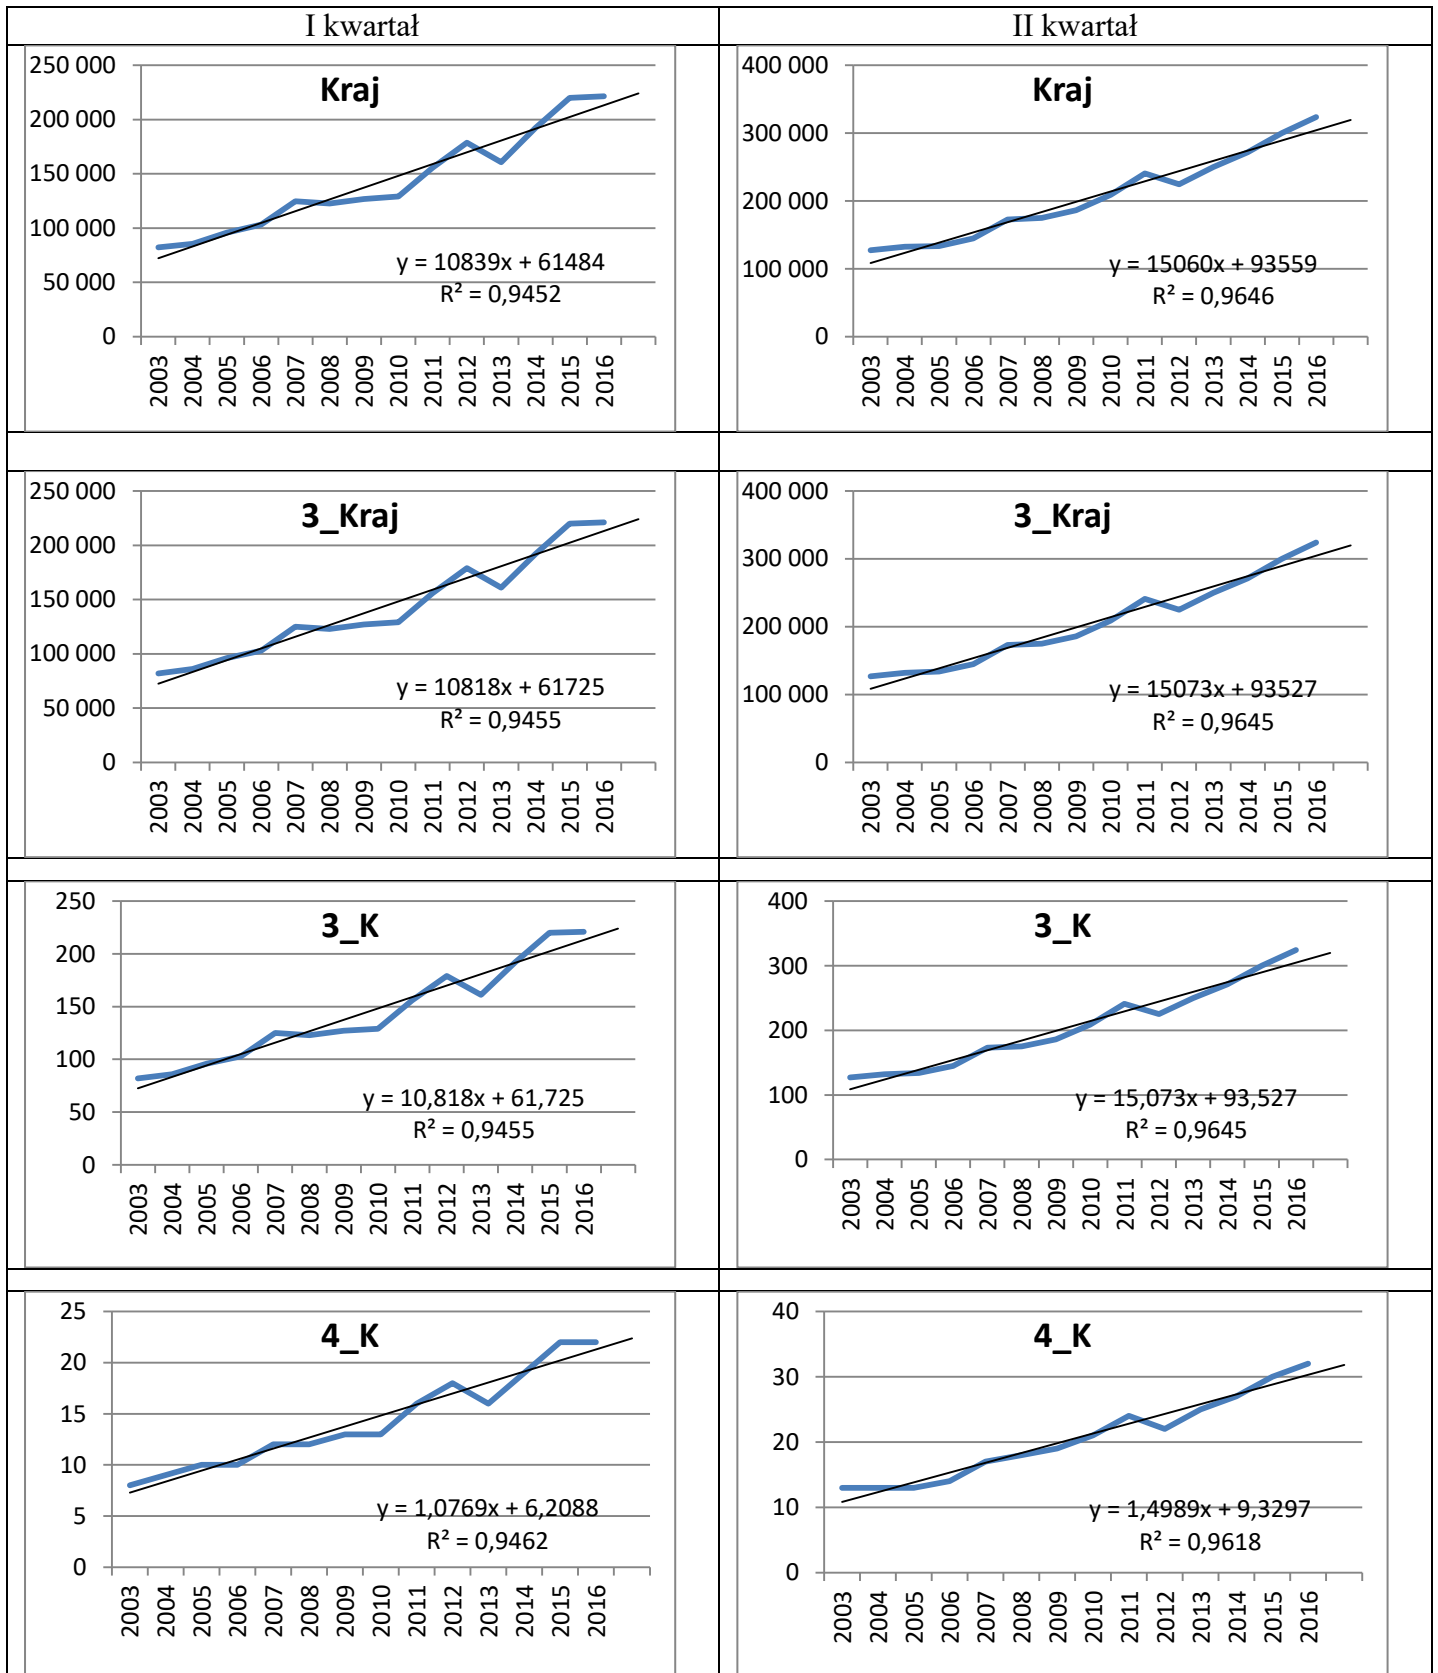 I kwartał
II kwartał
250 000
200 000
150 000
100 000
50 000
0
Kraj
y = 10839x + 61484
R² = 0,9452
2003 2004 2005 2006 2007 2008 2009 2010 2011 2012 2013 2014 2015 2016
400 000
300 000
200 000
100 000
0
Kraj
y = 15060x + 93559
R² = 0,9646
2003 2004 2005 2006 2007 2008 2009 2010 2011 2012 2013 2014 2015 2016
250 000
200 000
150 000
100 000
50 000
0
3_Kraj
y = 10818x + 61725
R² = 0,9455
2003 2004 2005 2006 2007 2008 2009 2010 2011 2012 2013 2014 2015 2016
400 000
300 000
200 000
100 000
0
3_Kraj
y = 15073x + 93527
R² = 0,9645
2003 2004 2005 2006 2007 2008 2009 2010 2011 2012 2013 2014 2015 2016
250
200
150
100
50
0
3_K
y = 10,818x + 61,725
R² = 0,9455
2003 2004 2005 2006 2007 2008 2009 2010 2011 2012 2013 2014 2015 2016
400
300
200
100
0
3_K
y = 15,073x + 93,527
R² = 0,9645
2003 2004 2005 2006 2007 2008 2009 2010 2011 2012 2013 2014 2015 2016
25
20
15
10
5
0
4_K
y = 1,0769x + 6,2088
R² = 0,9462
2003 2004 2005 2006 2007 2008 2009 2010 2011 2012 2013 2014 2015 2016
40
30
20
10
0
4_K
y = 1,4989x + 9,3297
R² = 0,9618
2003 2004 2005 2006 2007 2008 2009 2010 2011 2012 2013 2014 2015 2016